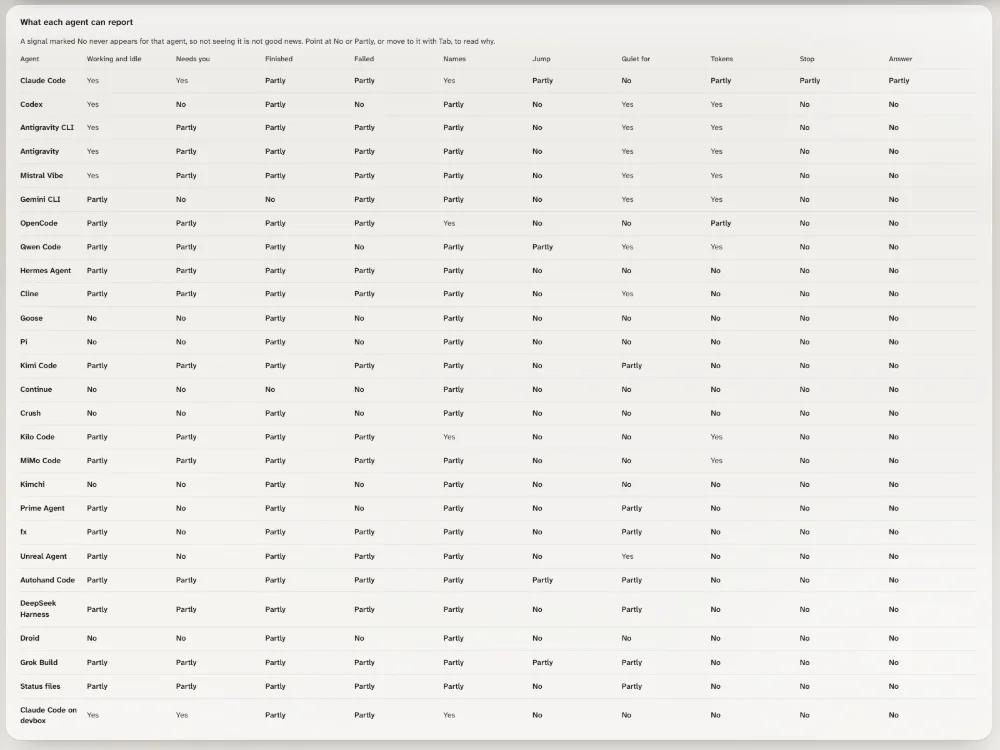 What each agent can report
A signal marked No never appears for that agent, so not seeing it is not good news. Point at No or Partly, or move to it with Tab, to read why.
Agent Working and idle Needs you Finished Failed Names Jump Quiet for Tokens Stop Answer
Claude Code Yes Yes Partly Partly Yes Partly No Partly Partly Partly
Codex Yes No Partly No Partly No Yes Yes No No
Antigravity CLI Yes Partly Partly Partly Partly No Yes Yes No No
Antigravity Yes Partly Partly Partly Partly No Yes Yes No No
Mistral Vibe Yes Partly Partly Partly Partly No Yes Yes No No
Gemini CLI Partly No No Partly Partly No Yes Yes No No
OpenCode Partly Partly Partly Partly Yes No No Partly No No
Qwen Code Partly Partly Partly No Partly Partly Yes Yes No No
Hermes Agent Partly Partly Partly Partly Partly No No No No No
Cline Partly Partly Partly Partly Partly No Yes No No No
Goose No No Partly No Partly No No No No No
Pi No No Partly No Partly No No No No No
Kimi Code Partly Partly Partly Partly Partly No Partly No No No
Continue No No No No Partly No No No No No
Crush No No Partly No Partly No No No No No
Kilo Code Partly Partly Partly Partly Yes No No Yes No No
MiMo Code Partly Partly Partly Partly Partly No No Yes No No
Kimchi No No Partly No Partly No No No No No
Prime Agent Partly No Partly No Partly No Partly No No No
fx Partly No Partly Partly Partly No Partly No No No
Unreal Agent Partly No Partly Partly Partly No Yes No No No
Autohand Code Partly Partly Partly Partly Partly Partly Partly No No No
DeepSeek
Harness Partly Partly Partly Partly Partly No Partly No No No
Droid No No Partly No Partly No No No No No
Grok Build Partly Partly Partly Partly Partly Partly Partly No No No
Status files Partly Partly Partly Partly Partly No Partly No No No
Claude Code on
devbox Yes Yes Partly Partly Yes No No No No No